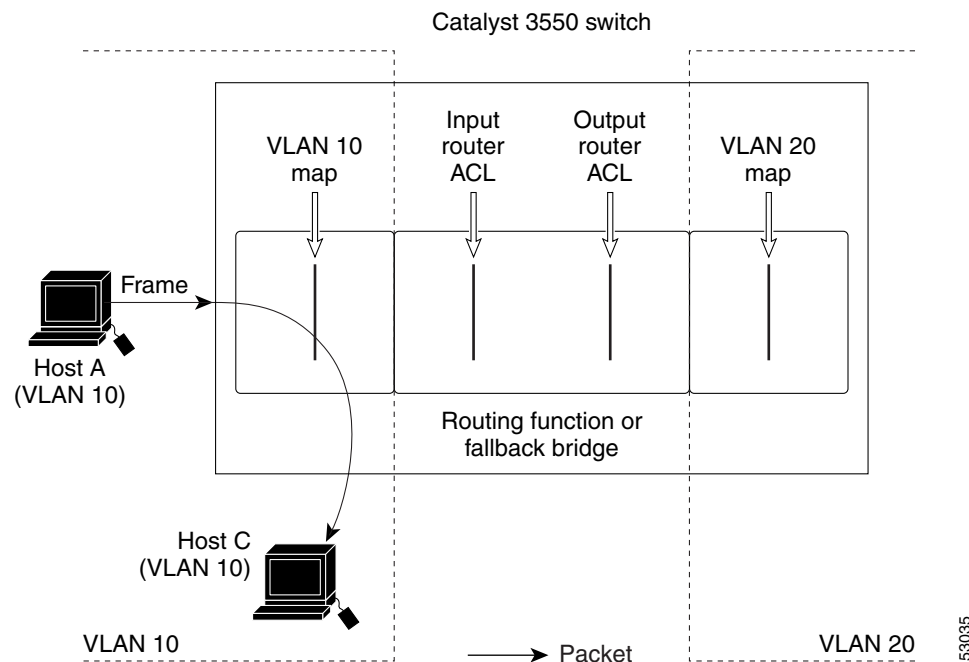 Catalyst 3550 switch
VLAN 10
map
Input
router
ACL
Output
router
ACL
VLAN 20
map
Frame
Host A
(VLAN 10)
Routing function or
fallback bridge
Host C
(VLAN 10)
VLAN 10
Packet
VLAN 20
53035